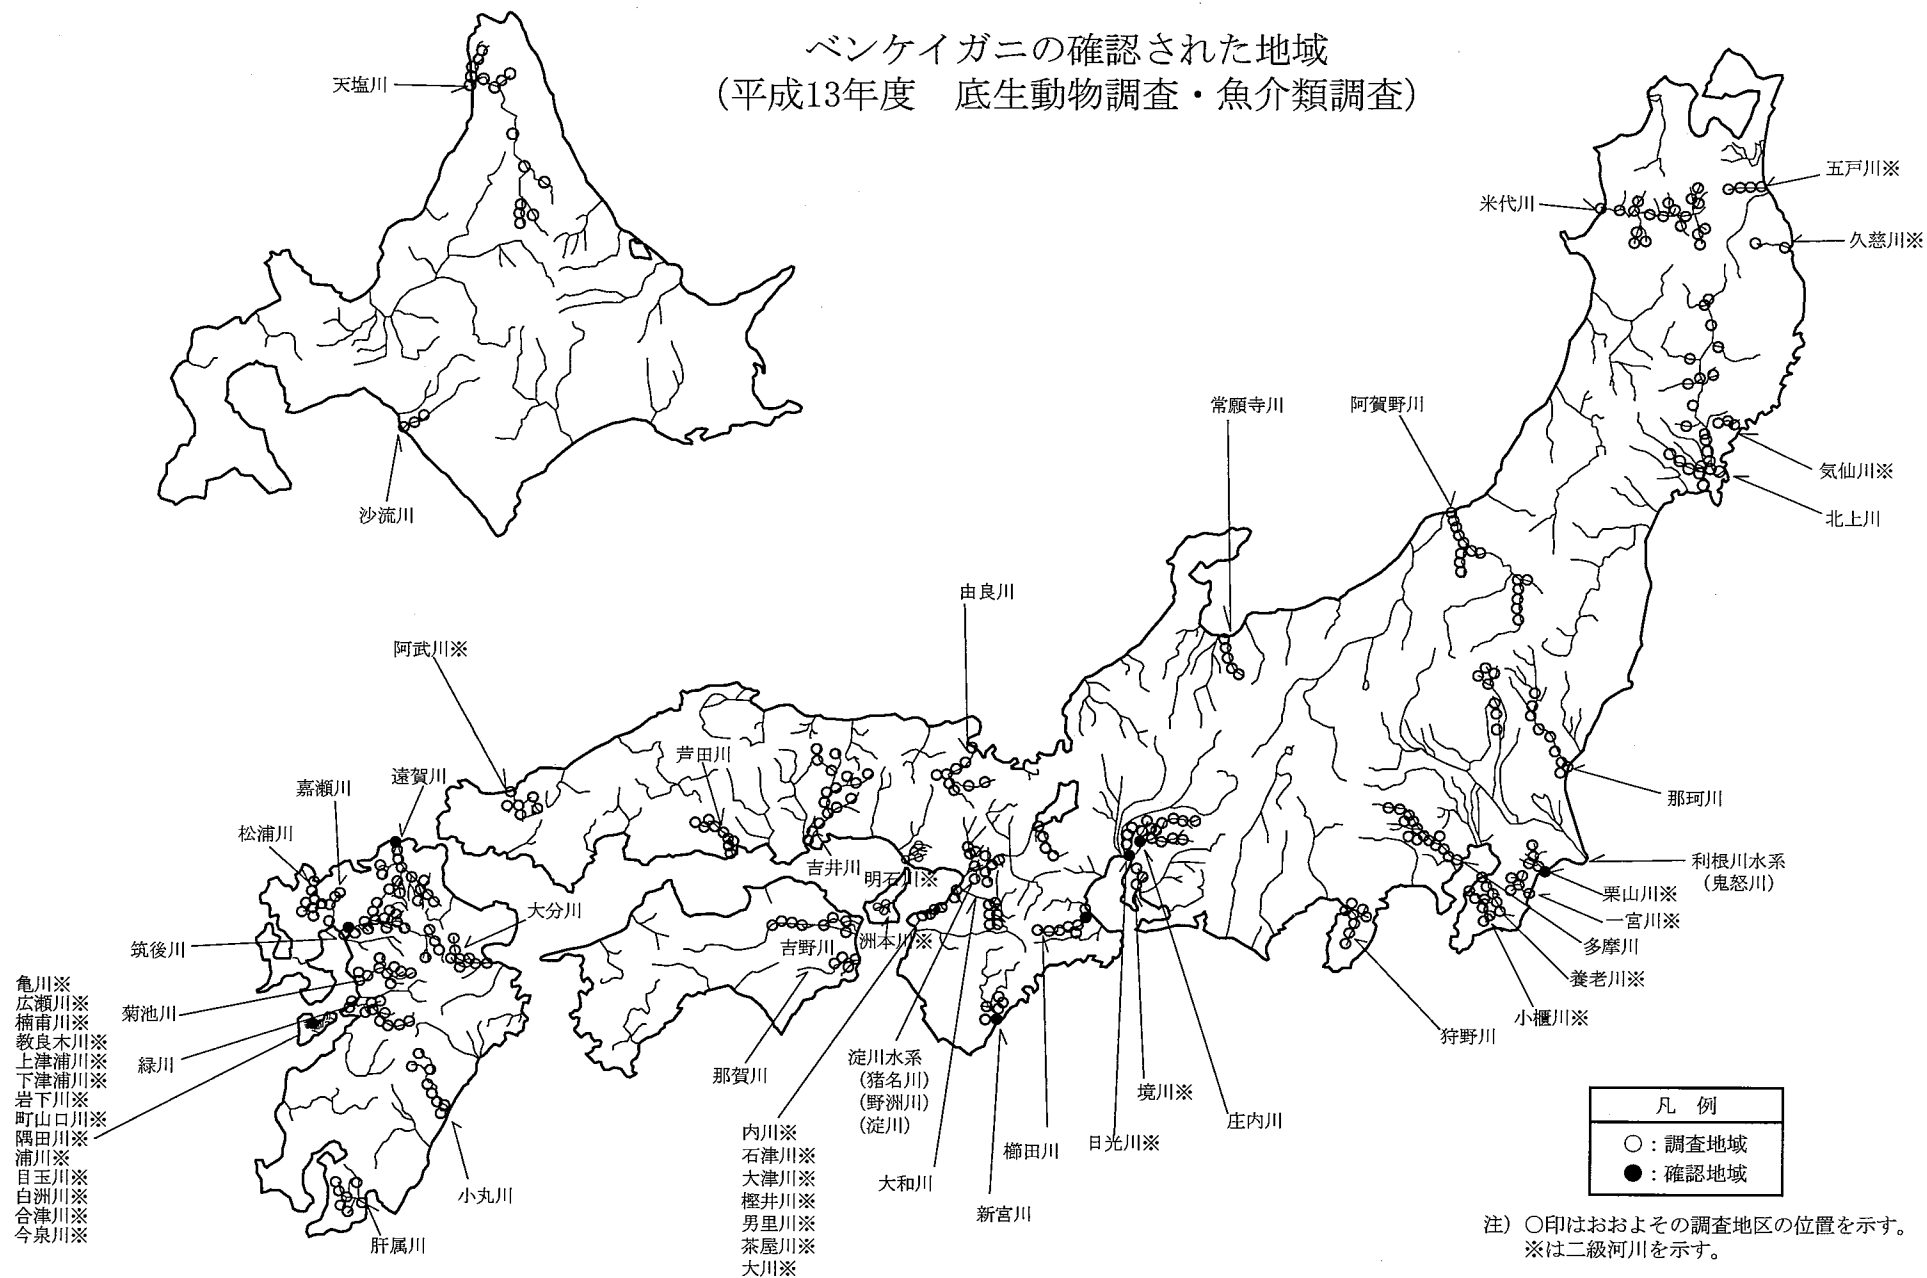 ベンケイガニの確認された地域
(平成13年度　底生動物調査・魚介類調査)
天塩川
沙流川
五戸川※
米代川
久慈川※
常願寺川
阿賀野川
気仙川※
北上川
由良川
阿武川※
芦田川
遠賀川
嘉瀬川
松浦川
那珂川
吉井川
明石川※
利根川水系
(鬼怒川)
栗山川※
大分川
一宮川※
筑後川
吉野川
洲本川※
多摩川
養老川※
小櫃川※
狩野川
亀川※
広瀬川※
楠甫川※
教良木川※
上津浦川※
下津浦川※
岩下川※
町山口川※
隅田川※
浦川※
目玉川※
白洲川※
合津川※
今泉川※
菊池川
緑川
那賀川
淀川水系
(猪名川)
(野洲川)
(淀川)
境川※
庄内川
日光川※
櫛田川
大和川
新宮川
小丸川
肝属川
内川※
石津川※
大津川※
樫井川※
男里川※
茶屋川※
大川※
凡　例
○：調査地域
●：確認地域
注）○印はおおよその調査地区の位置を示す。
※は二級河川を示す。